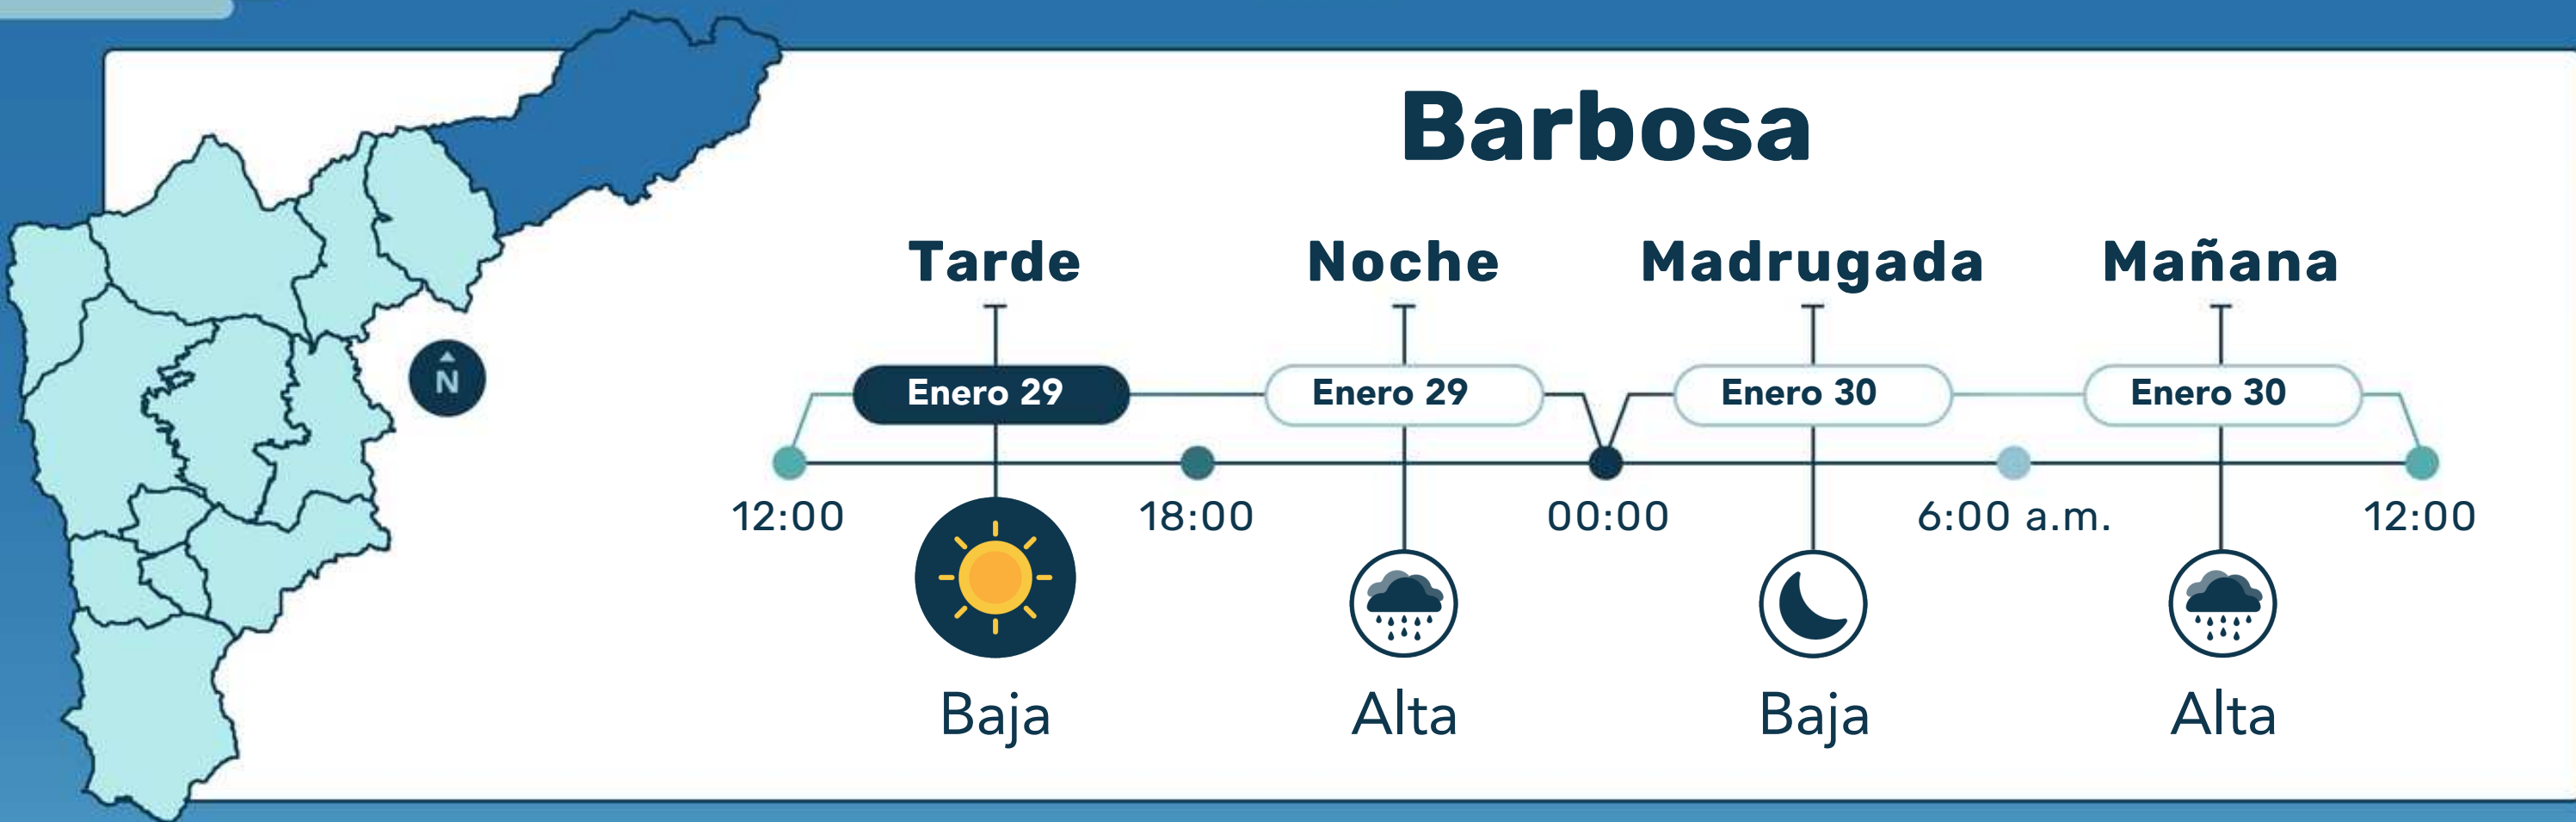 Barbosa
Tarde Noche Madrugada Mañana
Enero 29 Enero 29 Enero 30 Enero 30
N
12:00 18:00 00:00 6:00 a.m. 12:00
Baja Alta Baja Alta